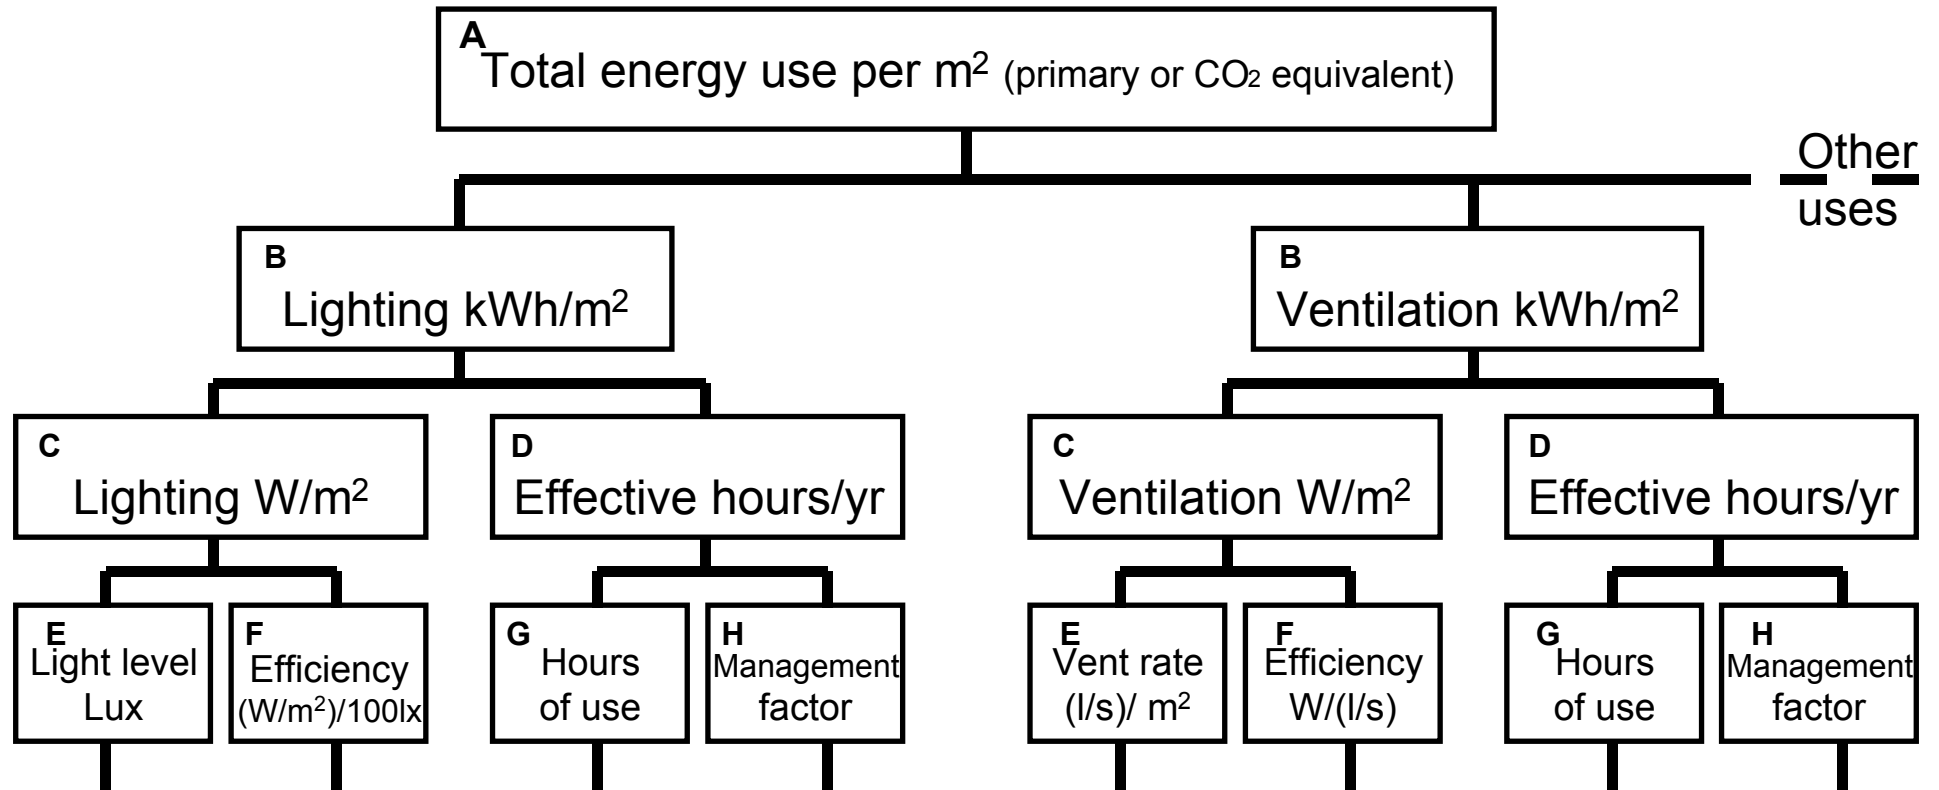 A
Total energy use per m² (primary or CO₂ equivalent)
Other
uses
B
Lighting kWh/m²
B
Ventilation kWh/m²
C
Lighting W/m²
D
Effective hours/yr
C
Ventilation W/m²
D
Effective hours/yr
E
Light level
Lux
F
Efficiency
(W/m²)/100lx
G
Hours
of use
H
Management
factor
E
Vent rate
(l/s)/ m²
F
Efficiency
W/(l/s)
G
Hours
of use
H
Management
factor